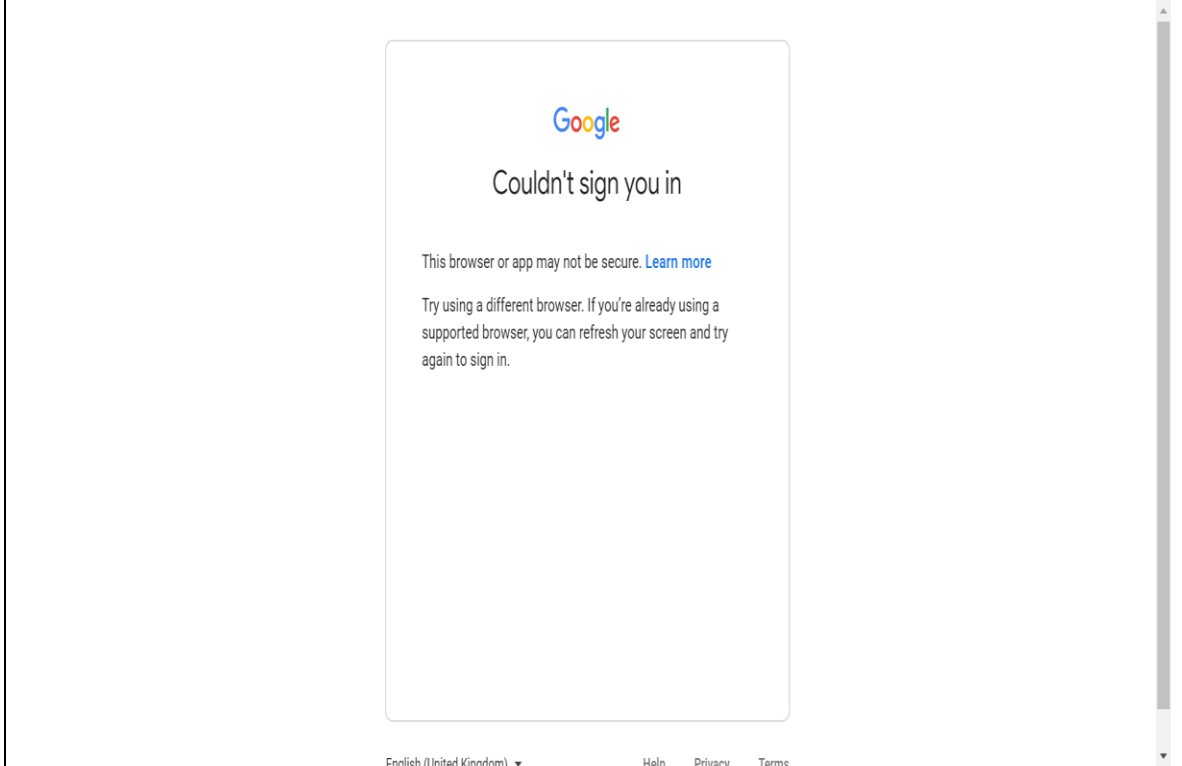 Google
Couldn't sign you in
This browser or app may not be secure. Learn more
Try using a different browser. If you’re already using a
supported browser, you can refresh your screen and try
again to sign in.
English (United Kingdom)
Help Privacy Terms